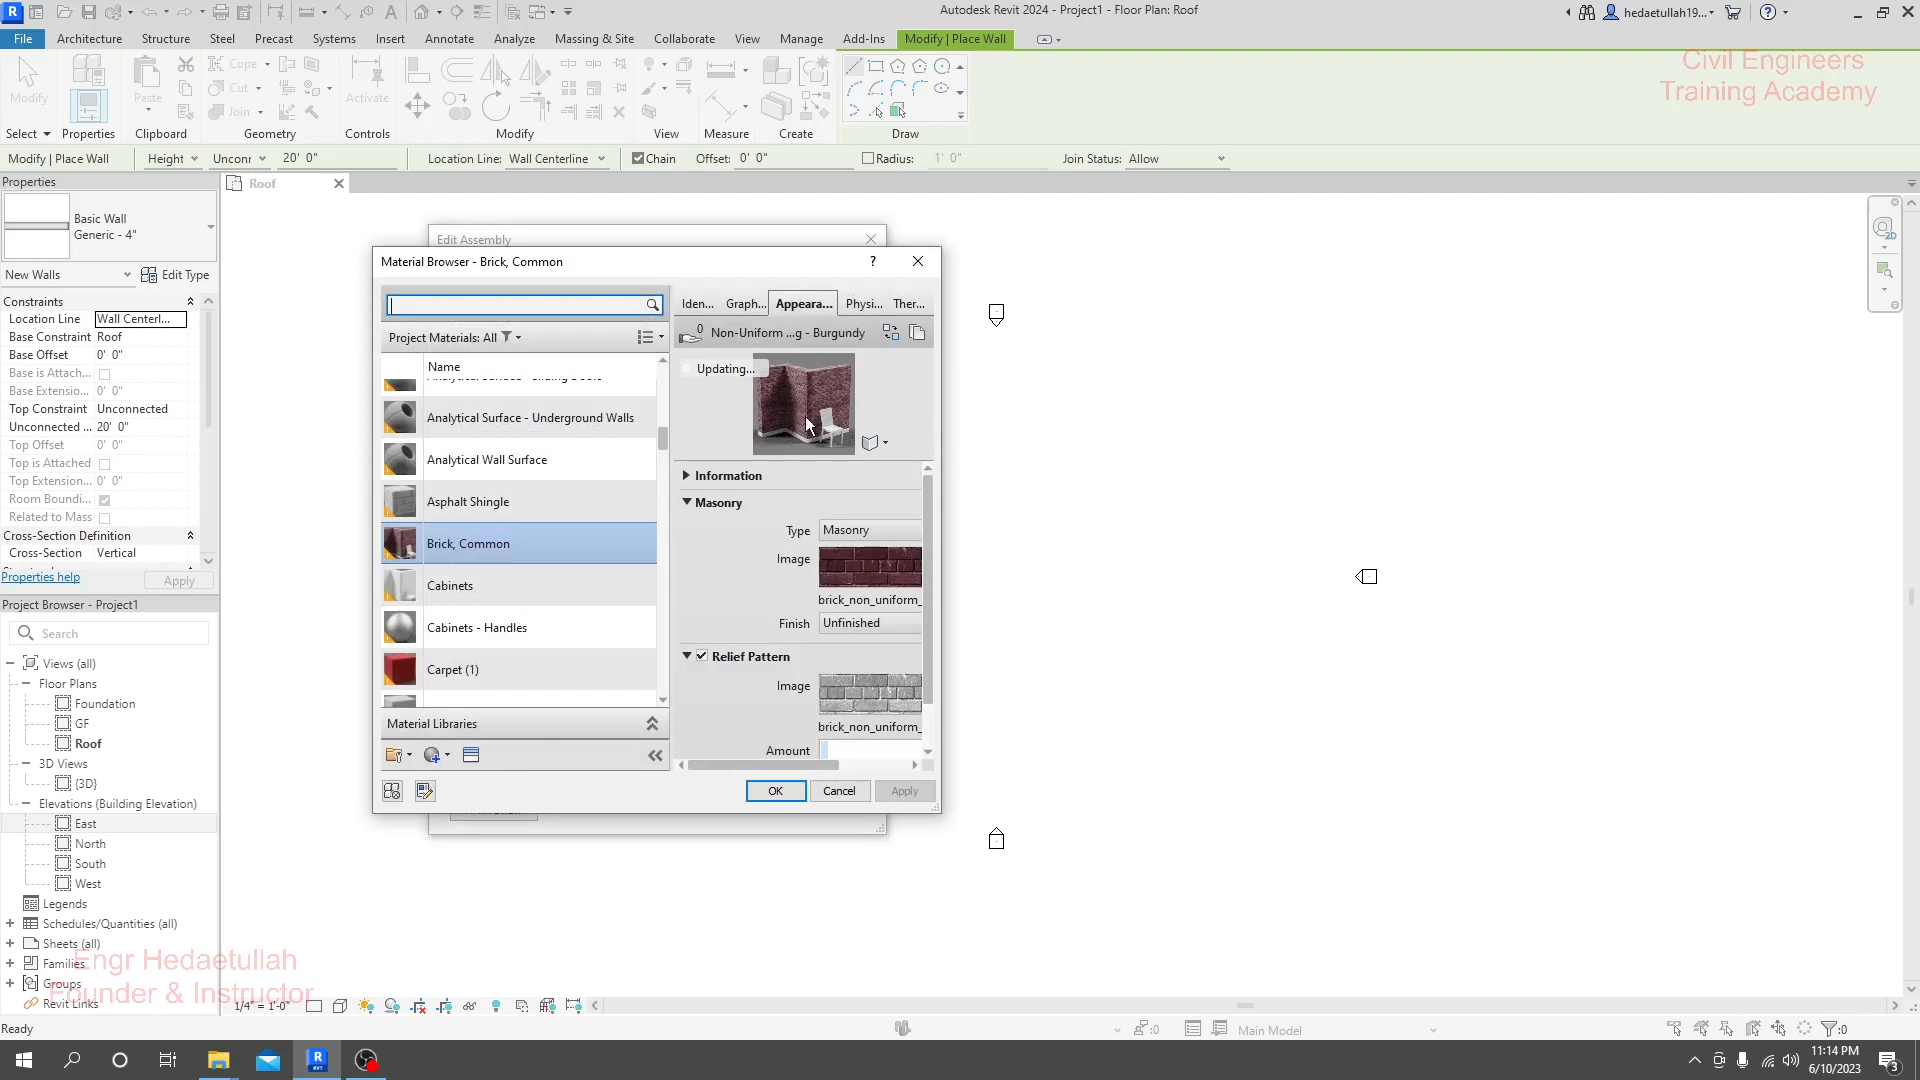 Autodesk Revit 2024 - Project1 - Floor Plan: Roof
hedaetullah19...
File Architecture Structure Steel Precast Systems Insert Annotate Analyze Massing & Site Collaborate View Manage Add-Ins Modify | Place Wall
Civil Engineers
Training Academy
Modify Paste Cope Cut Join Activate
Select Properties Clipboard Geometry Controls Modify View Measure Create Draw
Modify | Place Wall Height Unconr 20' 0" Location Line: Wall Centerline Chain Offset: 0' 0" Radius: 1' 0" Join Status: Allow
Properties
Roof
Basic Wall
Generic - 4"
New Walls Edit Type
Constraints
Location Line Wall Centerl...
Base Constraint Roof
Base Offset 0' 0"
Base is Attach...
Base Extensio... 0' 0"
Top Constraint Unconnected
Unconnected ... 20' 0"
Top Offset 0' 0"
Top is Attached
Top Extension... 0' 0"
Room Boundi...
Related to Mass
Cross-Section Definition
Cross-Section Vertical
Properties help Apply
Project Browser - Project1
Search
Views (all)
Floor Plans
Foundation
GF
Roof
3D Views
{3D}
Elevations (Building Elevation)
East
North
South
West
Legends
Schedules/Quantities (all)
Sheets (all)
Families
Groups
Revit Links
Engr Hedaetullah
Founder & Instructor
Edit Assembly
Material Browser - Brick, Common
Project Materials: All
Name
Analytical Surface - Underground Walls
Analytical Wall Surface
Asphalt Shingle
Brick, Common
Cabinets
Cabinets - Handles
Carpet (1)
Material Libraries
Iden... Graph... Appeara... Physi... Ther...
0 Non-Uniform ...g - Burgundy
Updating...
Information
Masonry
Type Masonry
Image
brick_non_uniform_
Finish Unfinished
Relief Pattern
Image
brick_non_uniform_
Amount
OK Cancel Apply
1/4" = 1'-0"
Ready
:0 Main Model :0
11:14 PM
6/10/2023
3